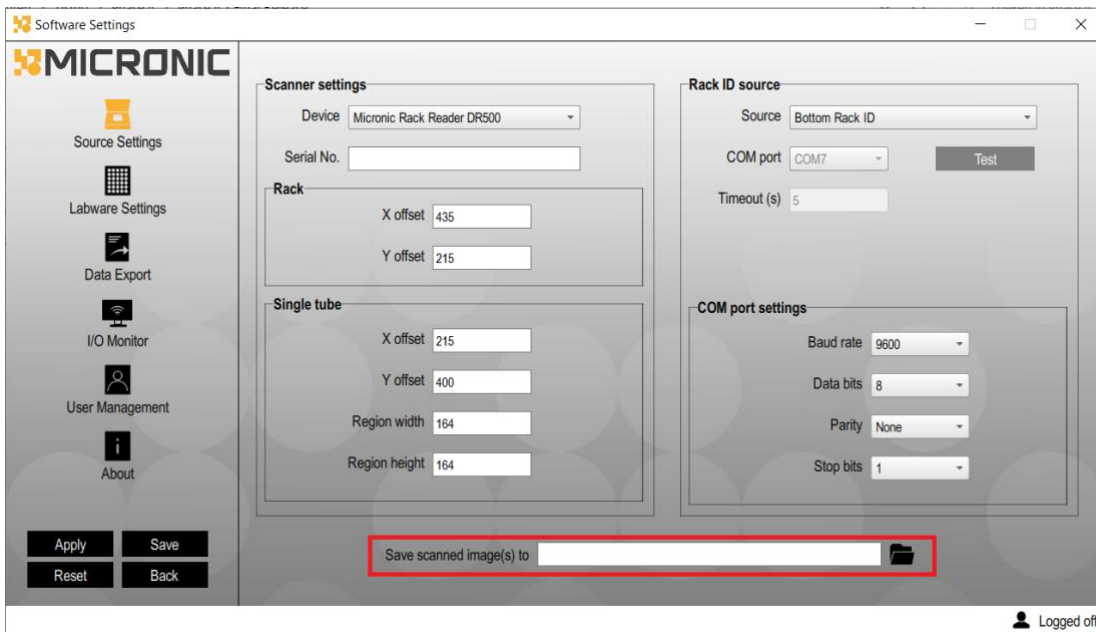 Software Settings
MICRONIC
Source Settings
Labware Settings
Data Export
I/O Monitor
User Management
i
About
Apply
Save
Reset
Back
Scanner settings
Device Micronic Rack Reader DR500
Serial No.
Rack
X offset 435
Y offset 215
Single tube
X offset 215
Y offset 400
Region width 164
Region height 164
Rack ID source
Source Bottom Rack ID
COM port COM7 Test
Timeout (s) 5
COM port settings
Baud rate 9600
Data bits 8
Parity None
Stop bits 1
Save scanned image(s) to
Logged off